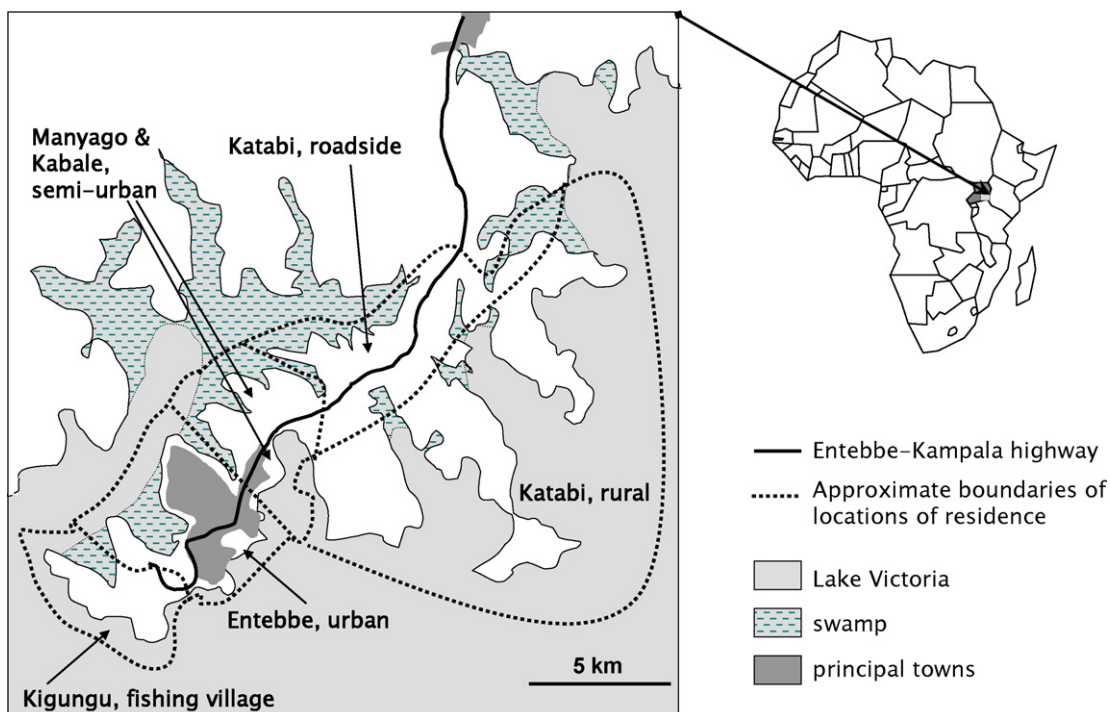 Manyago &
Kabale,
semi-urban
Katabi, roadside
Katabi, rural
Entebbe, urban
Kigungu, fishing village
5 km
Entebbe-Kampala highway
Approximate boundaries of
locations of residence
Lake Victoria
swamp
principal towns